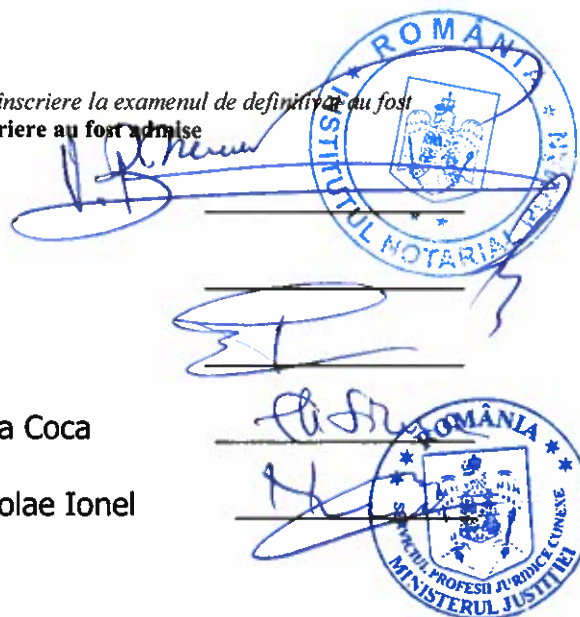 ROMÂNIA
INSTITUTUL NOTARIAL
înscriere la examenul de definitivat au fost
riere au fost admise
a Coca
olae Ionel
ROMÂNIA
SERVICIUL PROFESII JURIDICE CONEXE
MINISTERUL JUSTIȚIEI